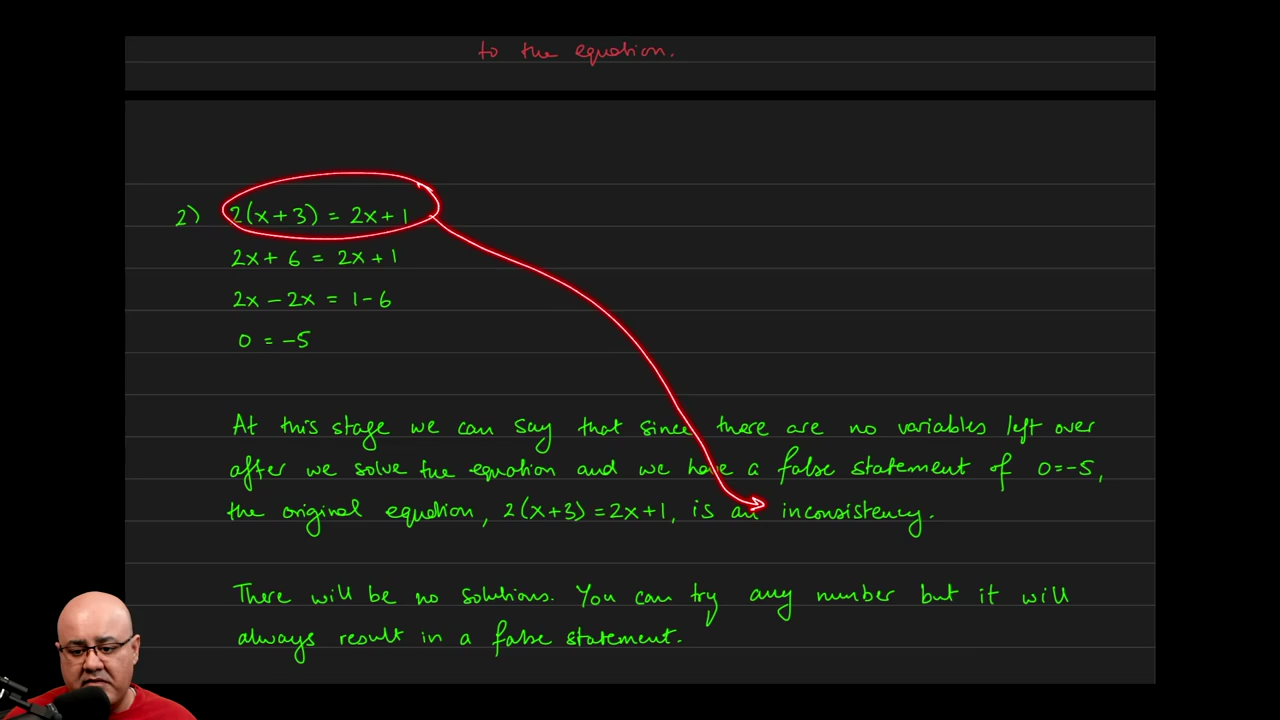 to the equation.
2) 2(x+3) = 2x+1
2x+ 6 = 2x+1
2x-2x = 1-6
0 = -5
At this stage we can say that since there are no variables left over
after we solve the equation and we have a false statement of 0=-5,
the original equation, 2(x+3)=2x+1, is an inconsistency.
There will be no solutions. You can try any number but it will
always result in a false statement.